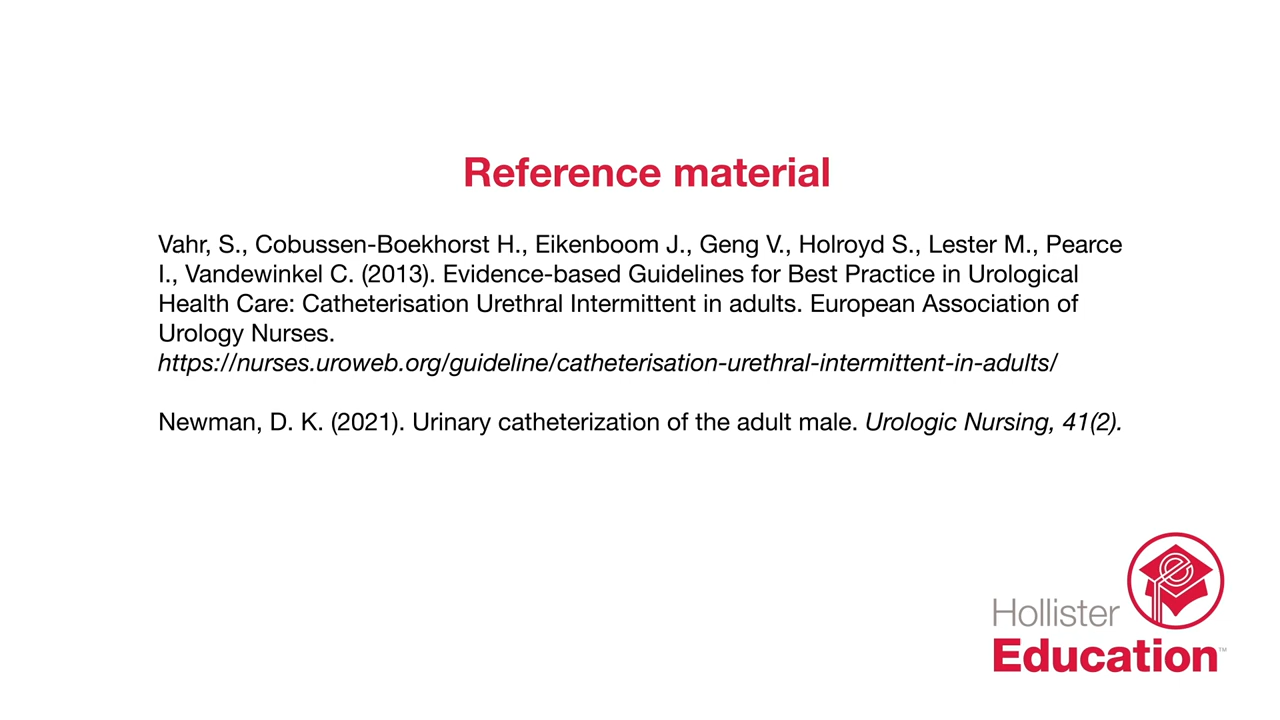 Reference material
Vahr, S., Cobussen-Boekhorst H., Eikenboom J., Geng V., Holroyd S., Lester M., Pearce
I., Vandewinkel C. (2013). Evidence-based Guidelines for Best Practice in Urological
Health Care: Catheterisation Urethral Intermittent in adults. European Association of
Urology Nurses.
https://nurses.uroweb.org/guideline/catheterisation-urethral-intermittent-in-adults/
Newman, D. K. (2021). Urinary catheterization of the adult male. Urologic Nursing, 41(2).
Hollister
Education™